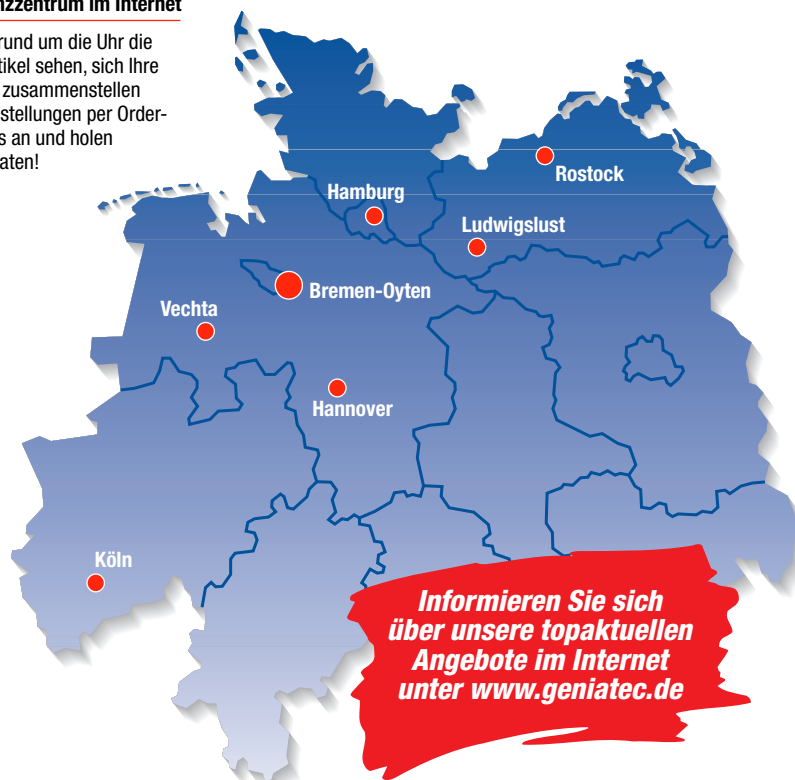 nzzentrum im Internet
rund um die Uhr die
tikel sehen, sich Ihre
zusammenstellen
stellungen per Order-
s an und holen
aten!
Rostock
Hamburg
Ludwigslust
Bremen-Oyten
Vechta
Hannover
Köln
Informieren Sie sich
über unsere topaktuellen
Angebote im Internet
unter www.geniatec.de